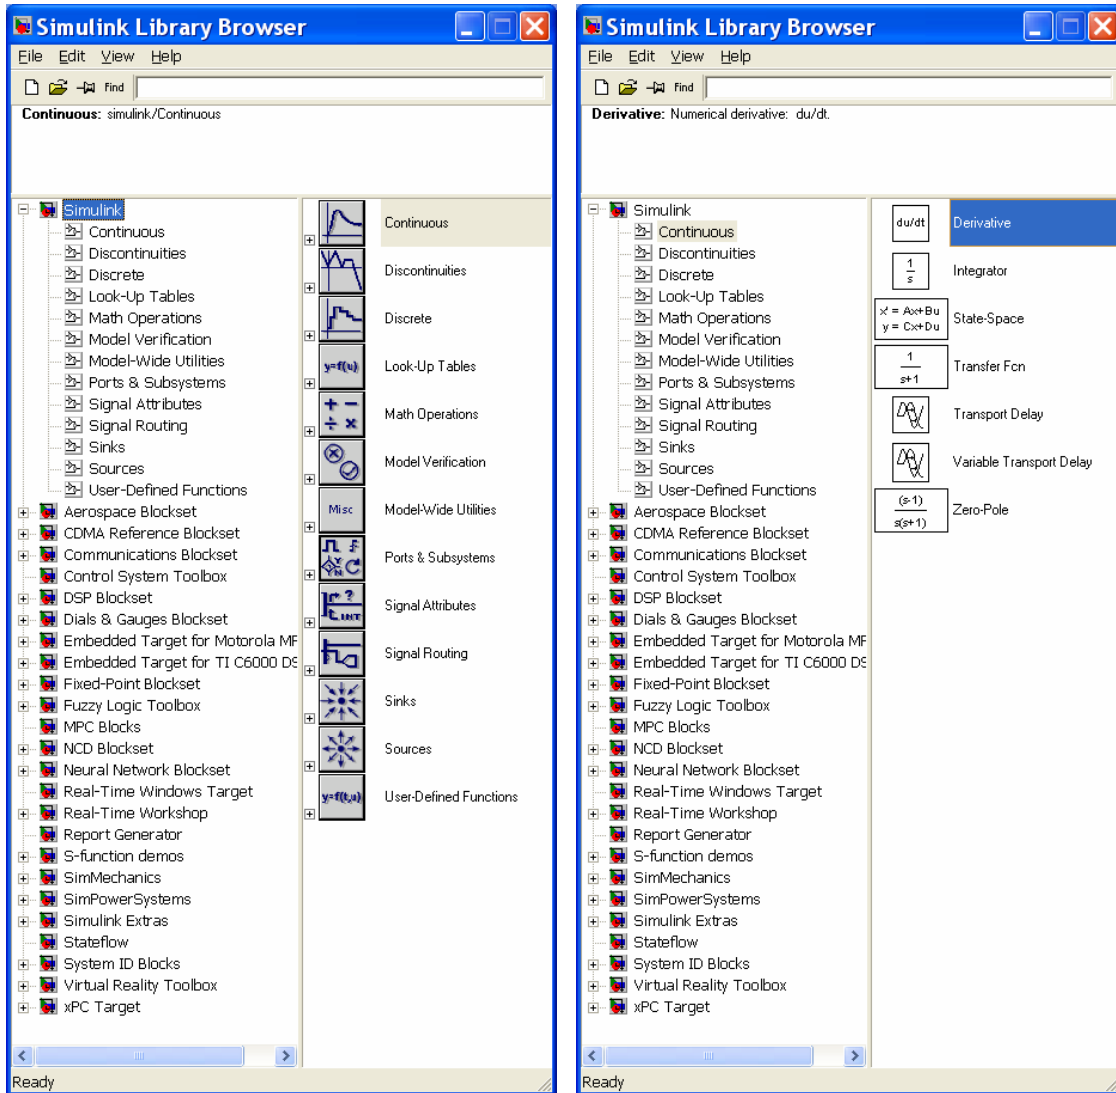 Simulink Library Browser
File Edit View Help
Find
Continuous: simulink/Continuous
Simulink
Continuous
Discontinuities
Discrete
Look-Up Tables
Math Operations
Model Verification
Model-Wide Utilities
Ports & Subsystems
Signal Attributes
Signal Routing
Sinks
Sources
User-Defined Functions
Aerospace Blockset
CDMA Reference Blockset
Communications Blockset
Control System Toolbox
DSP Blockset
Dials & Gauges Blockset
Embedded Target for Motorola MF
Embedded Target for TI C6000 DS
Fixed-Point Blockset
Fuzzy Logic Toolbox
MPC Blocks
NCD Blockset
Neural Network Blockset
Real-Time Windows Target
Real-Time Workshop
Report Generator
S-function demos
SimMechanics
SimPowerSystems
Simulink Extras
Stateflow
System ID Blocks
Virtual Reality Toolbox
xPC Target
Continuous
Discontinuities
Discrete
y=f(u) Look-Up Tables
+ − ÷ × Math Operations
Model Verification
Misc Model-Wide Utilities
Ports & Subsystems
Signal Attributes
Signal Routing
Sinks
Sources
y=f(t,u) User-Defined Functions
Ready
Simulink Library Browser
File Edit View Help
Find
Derivative: Numerical derivative: du/dt.
Simulink
Continuous
Discontinuities
Discrete
Look-Up Tables
Math Operations
Model Verification
Model-Wide Utilities
Ports & Subsystems
Signal Attributes
Signal Routing
Sinks
Sources
User-Defined Functions
Aerospace Blockset
CDMA Reference Blockset
Communications Blockset
Control System Toolbox
DSP Blockset
Dials & Gauges Blockset
Embedded Target for Motorola MF
Embedded Target for TI C6000 DS
Fixed-Point Blockset
Fuzzy Logic Toolbox
MPC Blocks
NCD Blockset
Neural Network Blockset
Real-Time Windows Target
Real-Time Workshop
Report Generator
S-function demos
SimMechanics
SimPowerSystems
Simulink Extras
Stateflow
System ID Blocks
Virtual Reality Toolbox
xPC Target
du/dt Derivative
1
s
Integrator
x' = Ax+Bu
y = Cx+Du
State-Space
1
s+1
Transfer Fcn
Transport Delay
Variable Transport Delay
(s-1)
s(s+1)
Zero-Pole
Ready